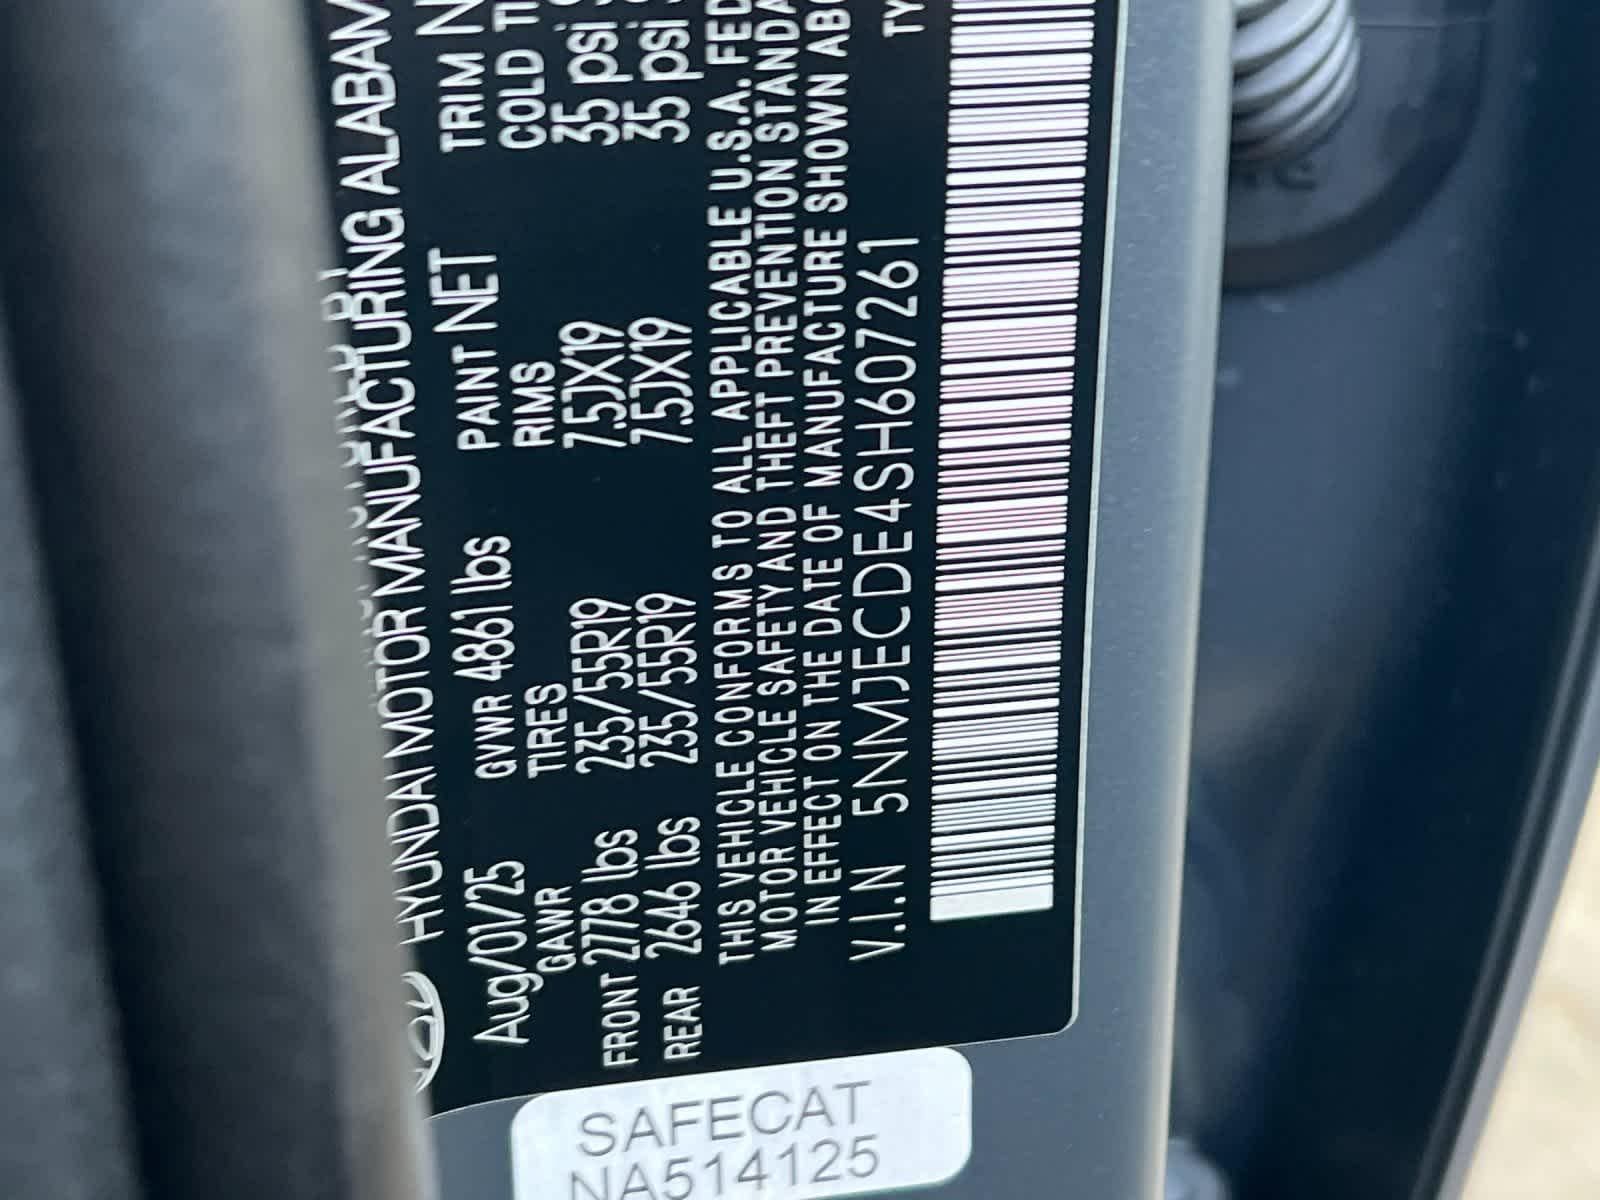 HYUNDAI MOTOR MANUFACTURING ALABAM
Aug/01/25 GVWR 4861 lbs PAINT NET TRIM N
GAWR TIRES RIMS COLD TI
FRONT 2778 lbs 235/55R19 7.5JX19 35 psi
REAR 2646 lbs 235/55R19 7.5JX19 35 psi
THIS VEHICLE CONFORMS TO ALL APPLICABLE U.S.A. FED
MOTOR VEHICLE SAFETY AND THEFT PREVENTION STANDA
IN EFFECT ON THE DATE OF MANUFACTURE SHOWN ABO
V.I.N 5NMJECDE4SH607261 TY
SAFECAT
NA514125